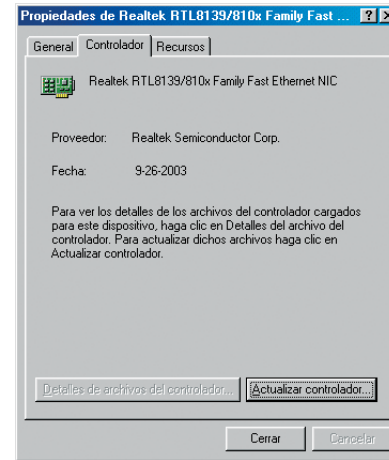 Propiedades de Realtek RTL8139/810x Family Fast ...
General Controlador Recursos
Realtek RTL8139/810x Family Fast Ethernet NIC
Proveedor: Realtek Semiconductor Corp.
Fecha: 9-26-2003
Para ver los detalles de los archivos del controlador cargados
para este dispositivo, haga clic en Detalles del archivo del
controlador. Para actualizar dichos archivos haga clic en
Actualizar controlador.
Detalles de archivos del controlador... Actualizar controlador...
Cerrar Cancelar